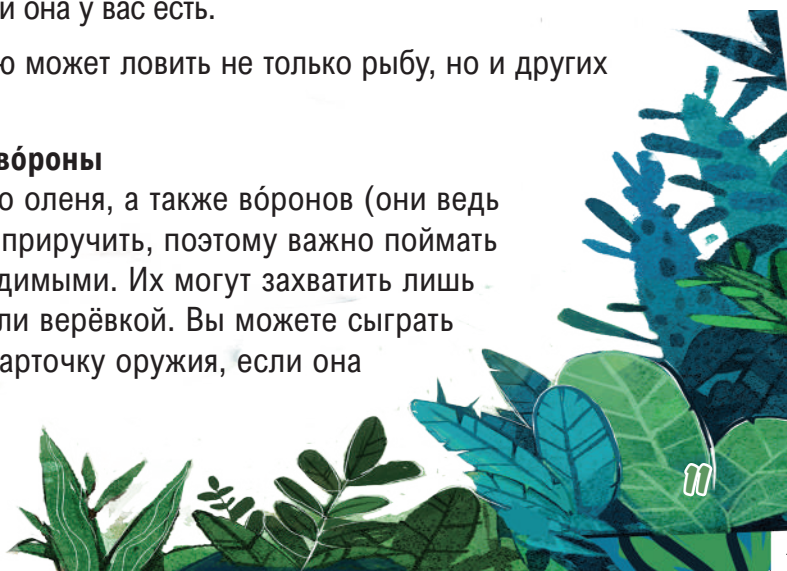 и она у вас есть.
ю может ловить не только рыбу, но и других
во́роны
о оленя, а также во́ронов (они ведь
приручить, поэтому важно поймать
димыми. Их могут захватить лишь
ли верёвкой. Вы можете сыграть
арточку оружия, если она
11